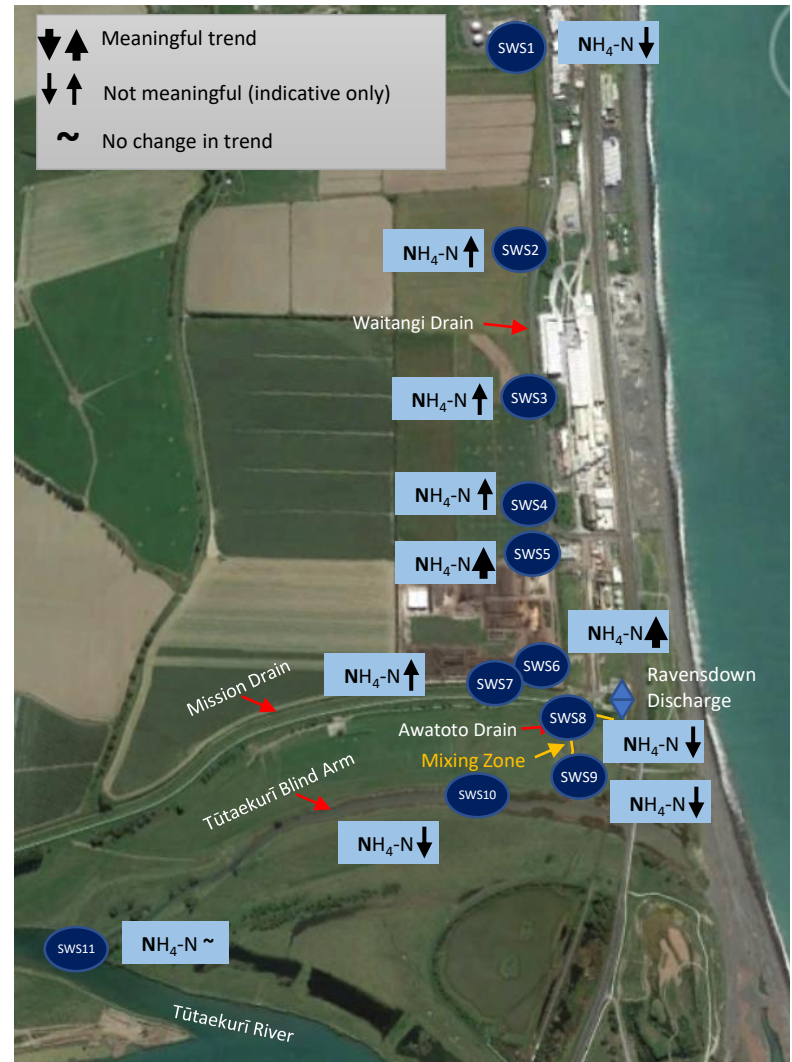 Meaningful trend
Not meaningful (indicative only)
~ No change in trend
SWS1
NH₄-N
SWS2
NH₄-N
Waitangi Drain
SWS3
NH₄-N
SWS4
NH₄-N
SWS5
NH₄-N
NH₄-N
SWS6
NH₄-N
SWS7
Mission Drain
Ravensdown
Discharge
SWS8
Awatoto Drain
NH₄-N
Mixing Zone
SWS9
NH₄-N
SWS10
Tūtaekurī Blind Arm
NH₄-N
SWS11
NH₄-N ~
Tūtaekurī River